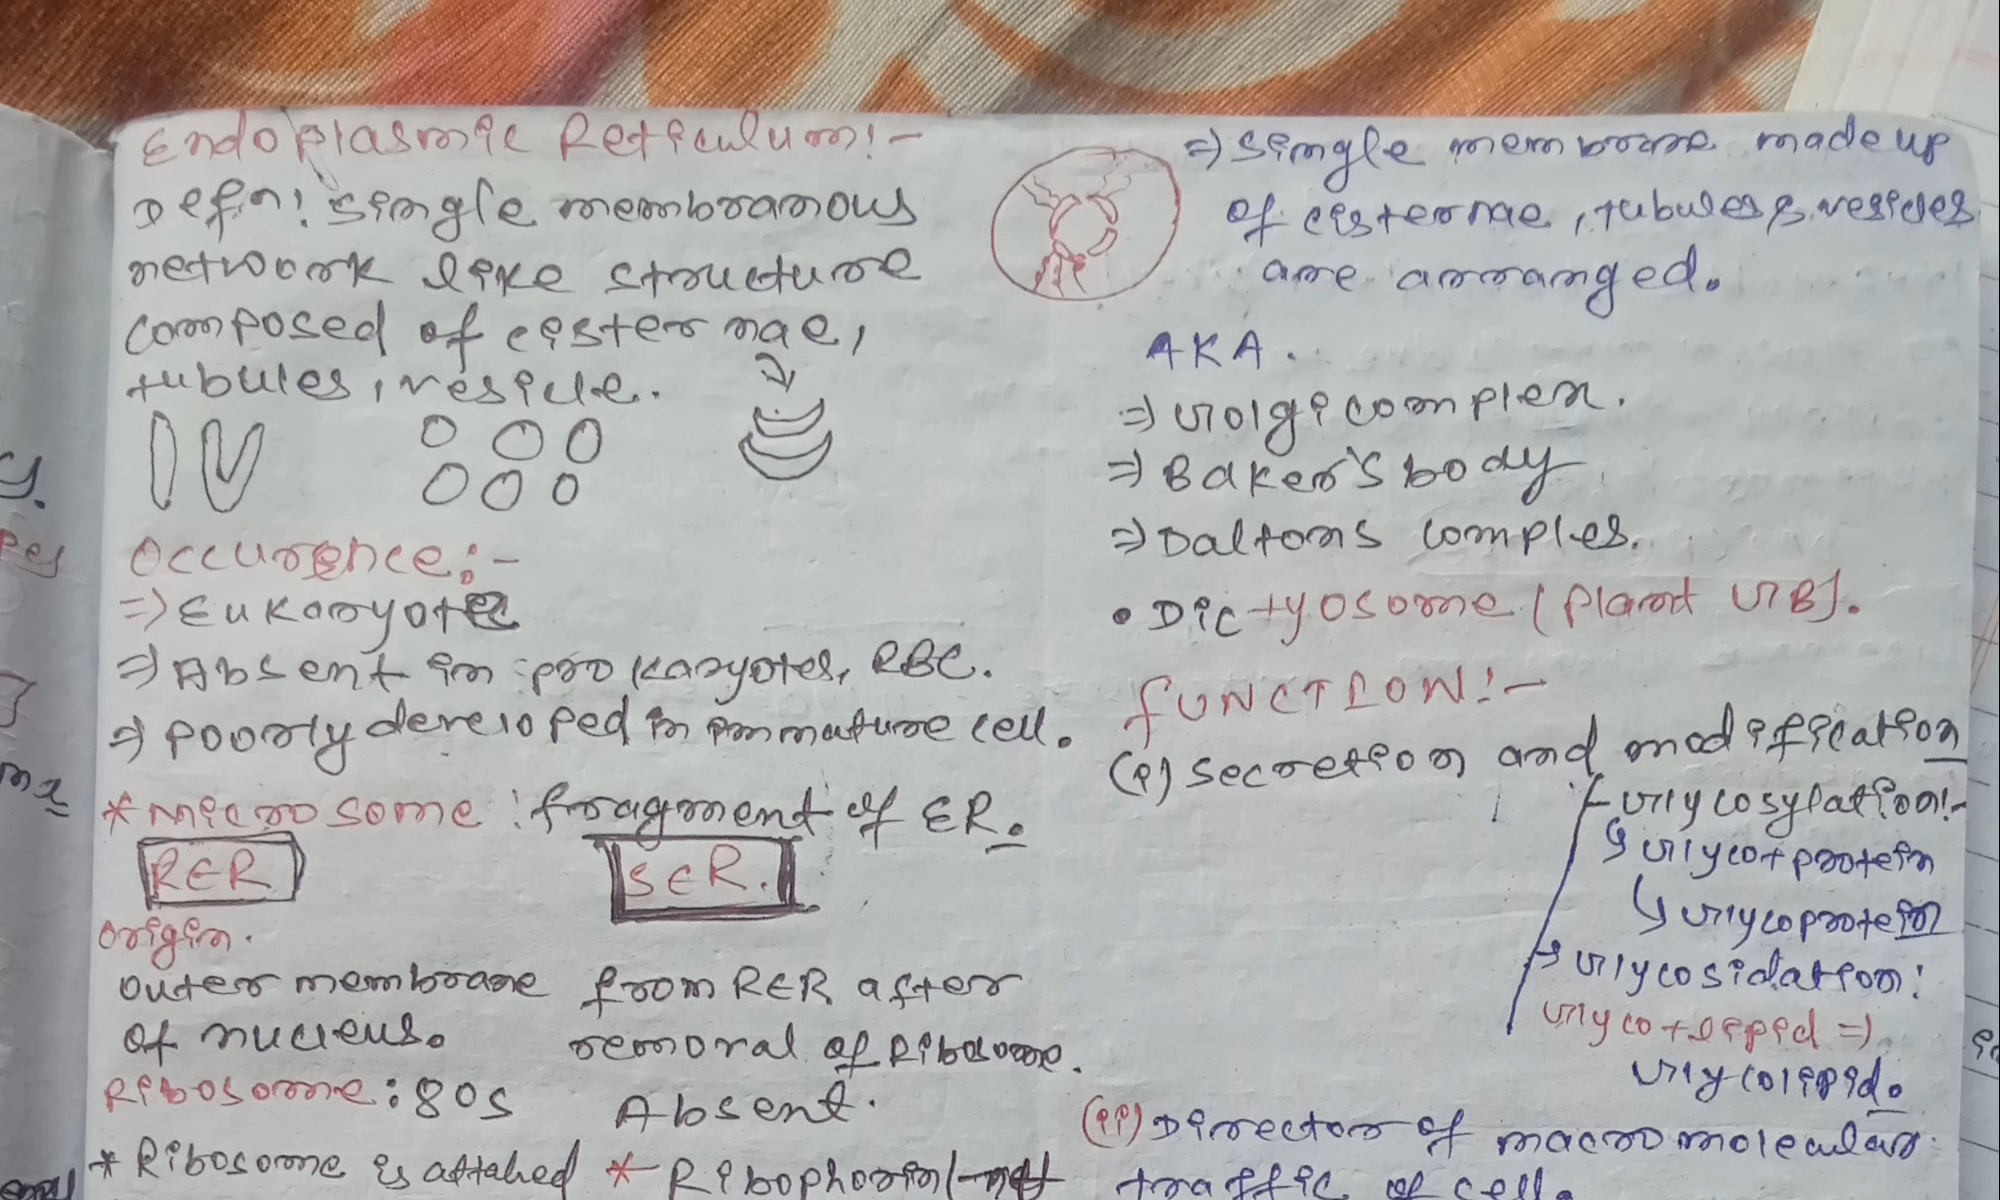 Endoplasmic Reticulum:-
Defn: single membranous
network like structure
composed of cisternae,
tubules, vesicle.
Occurence:-
⇒ Eukaryote
⇒ Absent in prokaryotes, RBC.
⇒ poorly developed in immature cell.
* Microsome : fragment of ER.
RER
SER.
origin.
outer membrane
of nucleus.
from RER after
removal of Ribosome.
Ribosome : 80s
Absent.
* Ribosome is attahed
* Ribophorin
⇒ single membrane made up
of cisternae, tubules & vesicles
are arranged.
AKA.
⇒ Golgi complex.
⇒ Baker's body
⇒ Daltons complex.
• Dictyosome (Plant GB).
FUNCTION:-
(i) secretion and modification
Glycosylation:-
↳ Glyco + protein
↳ Glycoprotein
→ Glycosidation:
Glyco + lipid ⇒
Glycolipid.
(ii) Director of macromolecular
traffic of cell.